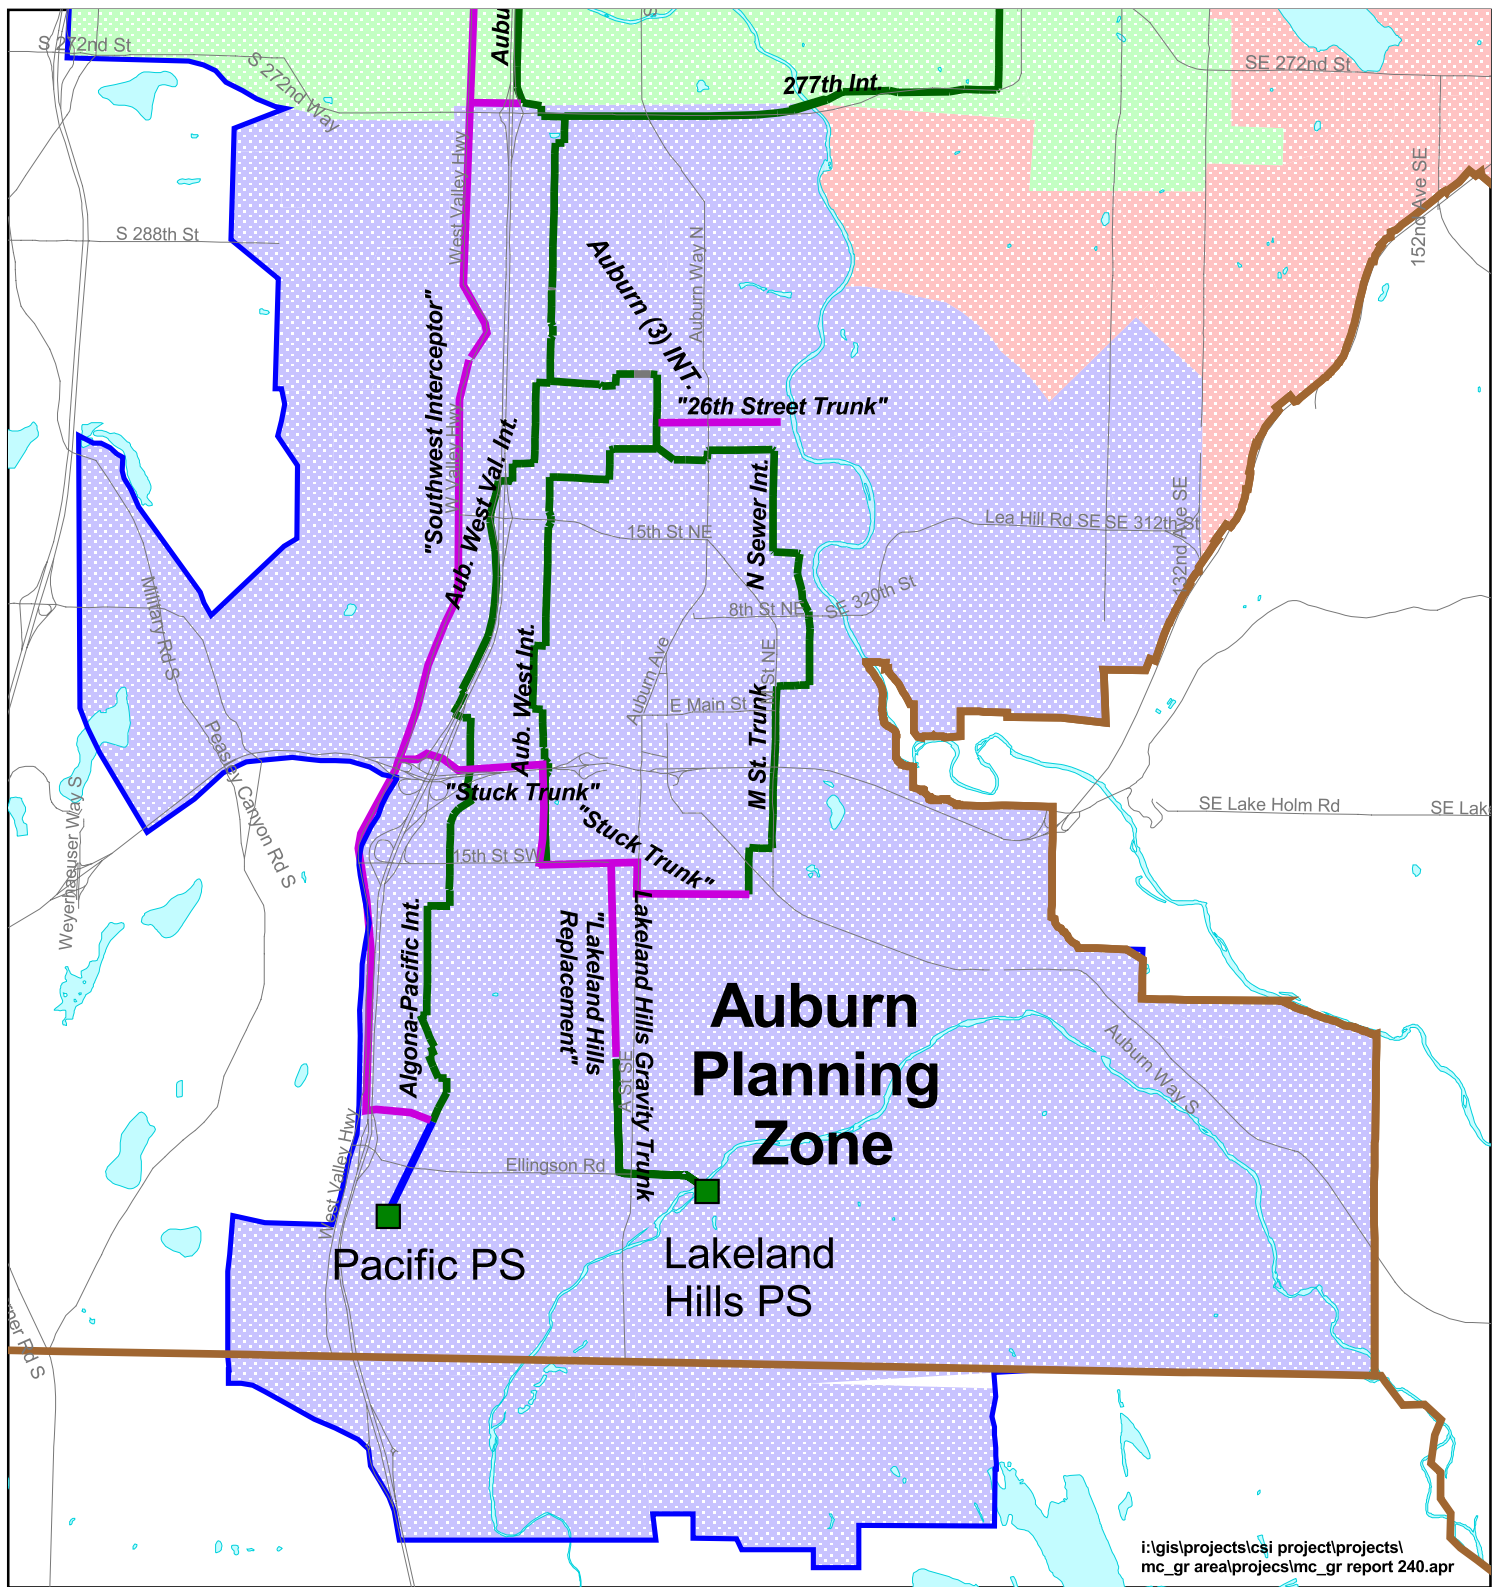 S 272nd St
S 272nd Way
Aubu
S
277th Int.
SE 272nd St
152nd Ave SE
West Valley Hwy
S 288th St
Auburn Way N
Auburn (3) INT.
"Southwest Interceptor"
W Valley Hwy
"26th Street Trunk"
Aub. West Val. Int.
N Sewer Int.
15th St NE
Lea Hill Rd SE
SE 312th St
132nd Ave SE
8th St NE
SE 320th St
Military Rd S
Aub. West Int.
Auburn Ave
M St NE
E Main St
M St. Trunk
Peasley Canyon Rd S
Weyerhaeuser Way S
"Stuck Trunk"
"Stuck Trunk"
SE Lake Holm Rd
SE Lake
15th St SW
Algona-Pacific Int.
"Lakeland Hills
Replacement"
Lakeland Hills Gravity Trunk
A St SE
Auburn
Planning
Zone
Auburn Way S
West Valley Hwy
Ellingson Rd
Pacific PS
Lakeland
Hills PS
ner Rd S
i:\gis\projects\csi project\projects\
mc_gr area\projecs\mc_gr report 240.apr